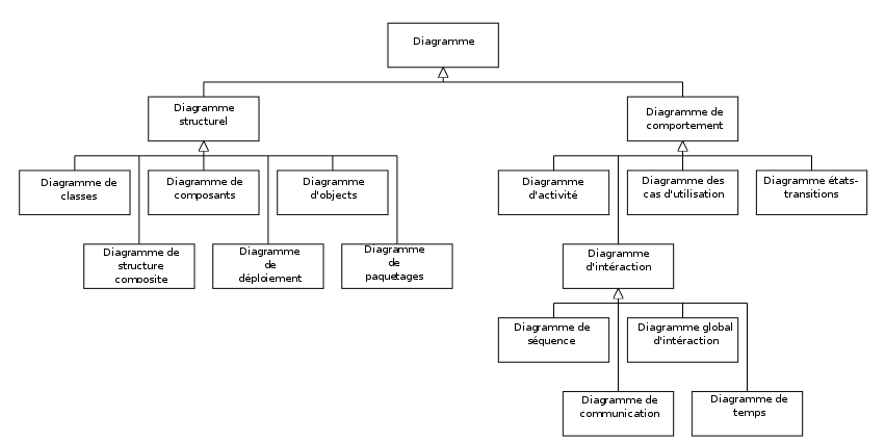 Diagramme
Diagramme
structurel
Diagramme de
comportement
Diagramme de
classes
Diagramme de
composants
Diagramme
d'objects
Diagramme
d'activité
Diagramme des
cas d'utilisation
Diagramme états-
transitions
Diagramme de
structure
composite
Diagramme
de
déploiement
Diagramme
de
paquetages
Diagramme
d'intéraction
Diagramme de
séquence
Diagramme global
d'intéraction
Diagramme de
communication
Diagramme de
temps